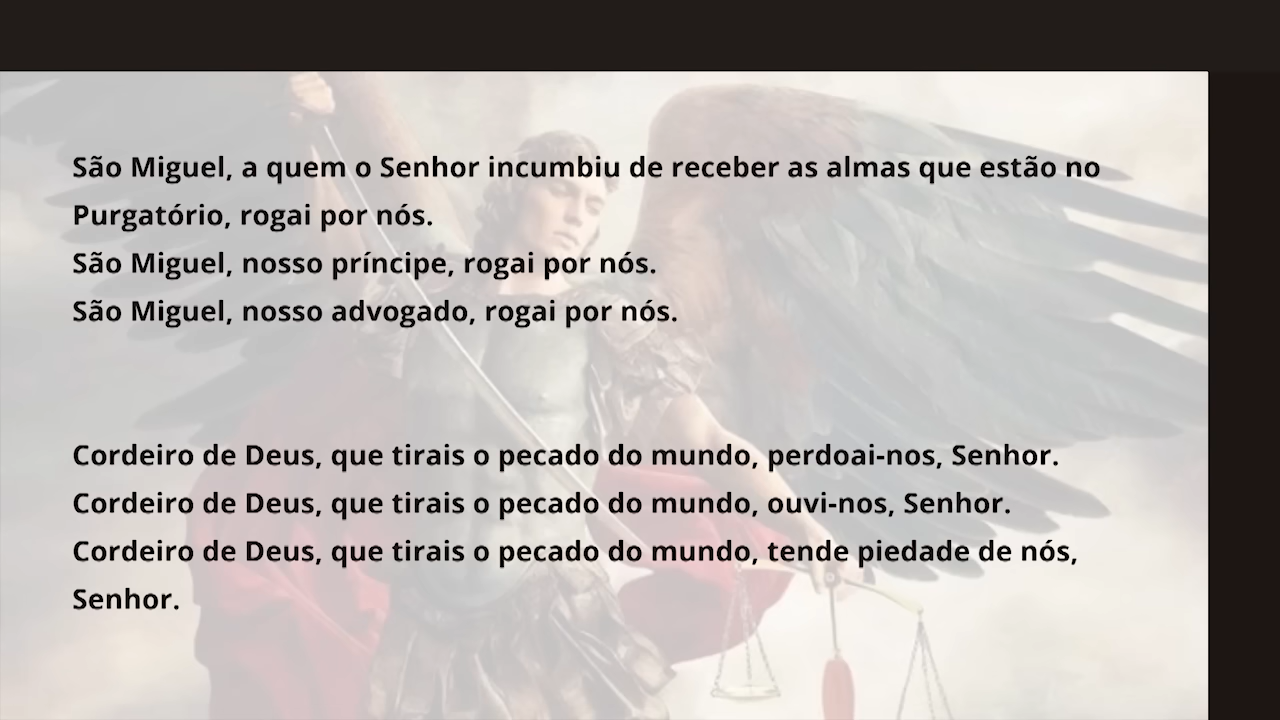 São Miguel, a quem o Senhor incumbiu de receber as almas que estão no
Purgatório, rogai por nós.
São Miguel, nosso príncipe, rogai por nós.
São Miguel, nosso advogado, rogai por nós.
Cordeiro de Deus, que tirais o pecado do mundo, perdoai-nos, Senhor.
Cordeiro de Deus, que tirais o pecado do mundo, ouvi-nos, Senhor.
Cordeiro de Deus, que tirais o pecado do mundo, tende piedade de nós,
Senhor.